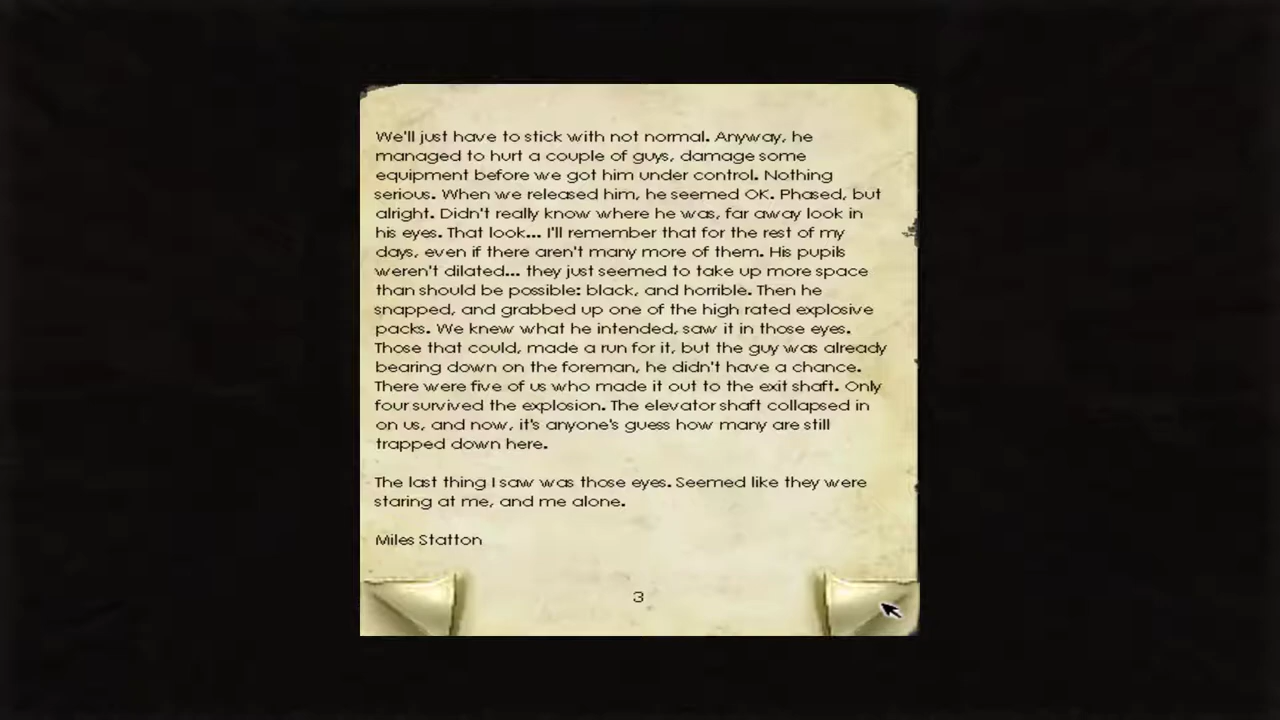 We'll just have to stick with not normal. Anyway, he
managed to hurt a couple of guys, damage some
equipment before we got him under control. Nothing
serious. When we released him, he seemed OK. Phased, but
alright. Didn't really know where he was, far away look in
his eyes. That look... I'll remember that for the rest of my
days, even if there aren't many more of them. His pupils
weren't dilated... they just seemed to take up more space
than should be possible: black, and horrible. Then he
snapped, and grabbed up one of the high rated explosive
packs. We knew what he intended, saw it in those eyes.
Those that could, made a run for it, but the guy was already
bearing down on the foreman, he didn't have a chance.
There were five of us who made it out to the exit shaft. Only
four survived the explosion. The elevator shaft collapsed in
on us, and now, it's anyone's guess how many are still
trapped down here.
The last thing I saw was those eyes. Seemed like they were
staring at me, and me alone.
Miles Statton
3